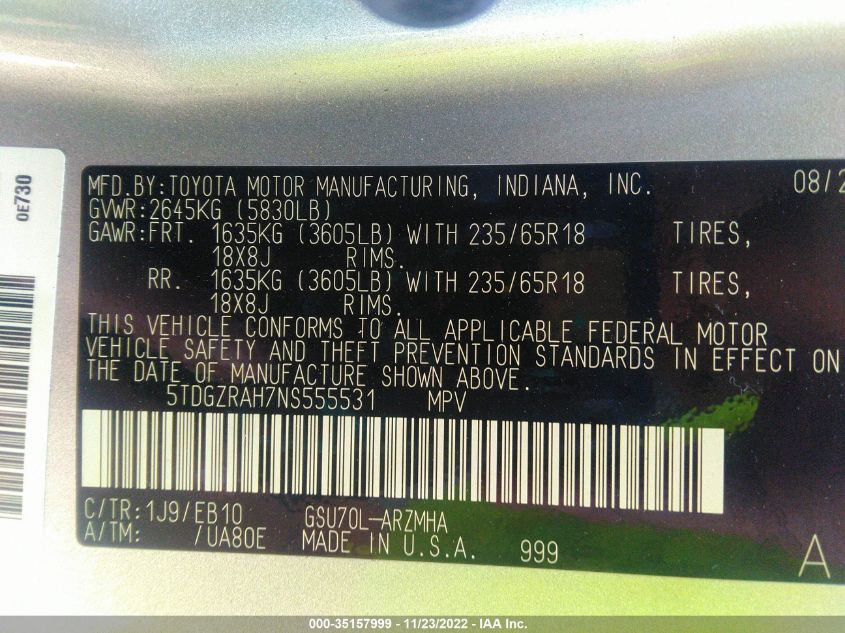 0E730
MFD.BY:TOYOTA MOTOR MANUFACTURING, INDIANA, INC. 08/2
GVWR:2645KG (5830LB)
GAWR:FRT. 1635KG (3605LB) WITH 235/65R18 TIRES,
18X8J RIMS.
RR. 1635KG (3605LB) WITH 235/65R18 TIRES,
18X8J RIMS.
THIS VEHICLE CONFORMS TO ALL APPLICABLE FEDERAL MOTOR
VEHICLE SAFETY AND THEFT PREVENTION STANDARDS IN EFFECT ON
THE DATE OF MANUFACTURE SHOWN ABOVE.
5TDGZRAH7NS555531 MPV
C/TR:1J9/EB10 GSU70L-ARZMHA
A/TM: /UA80E MADE IN U.S.A. 999 A
000-35157999 - 11/23/2022 - IAA Inc.